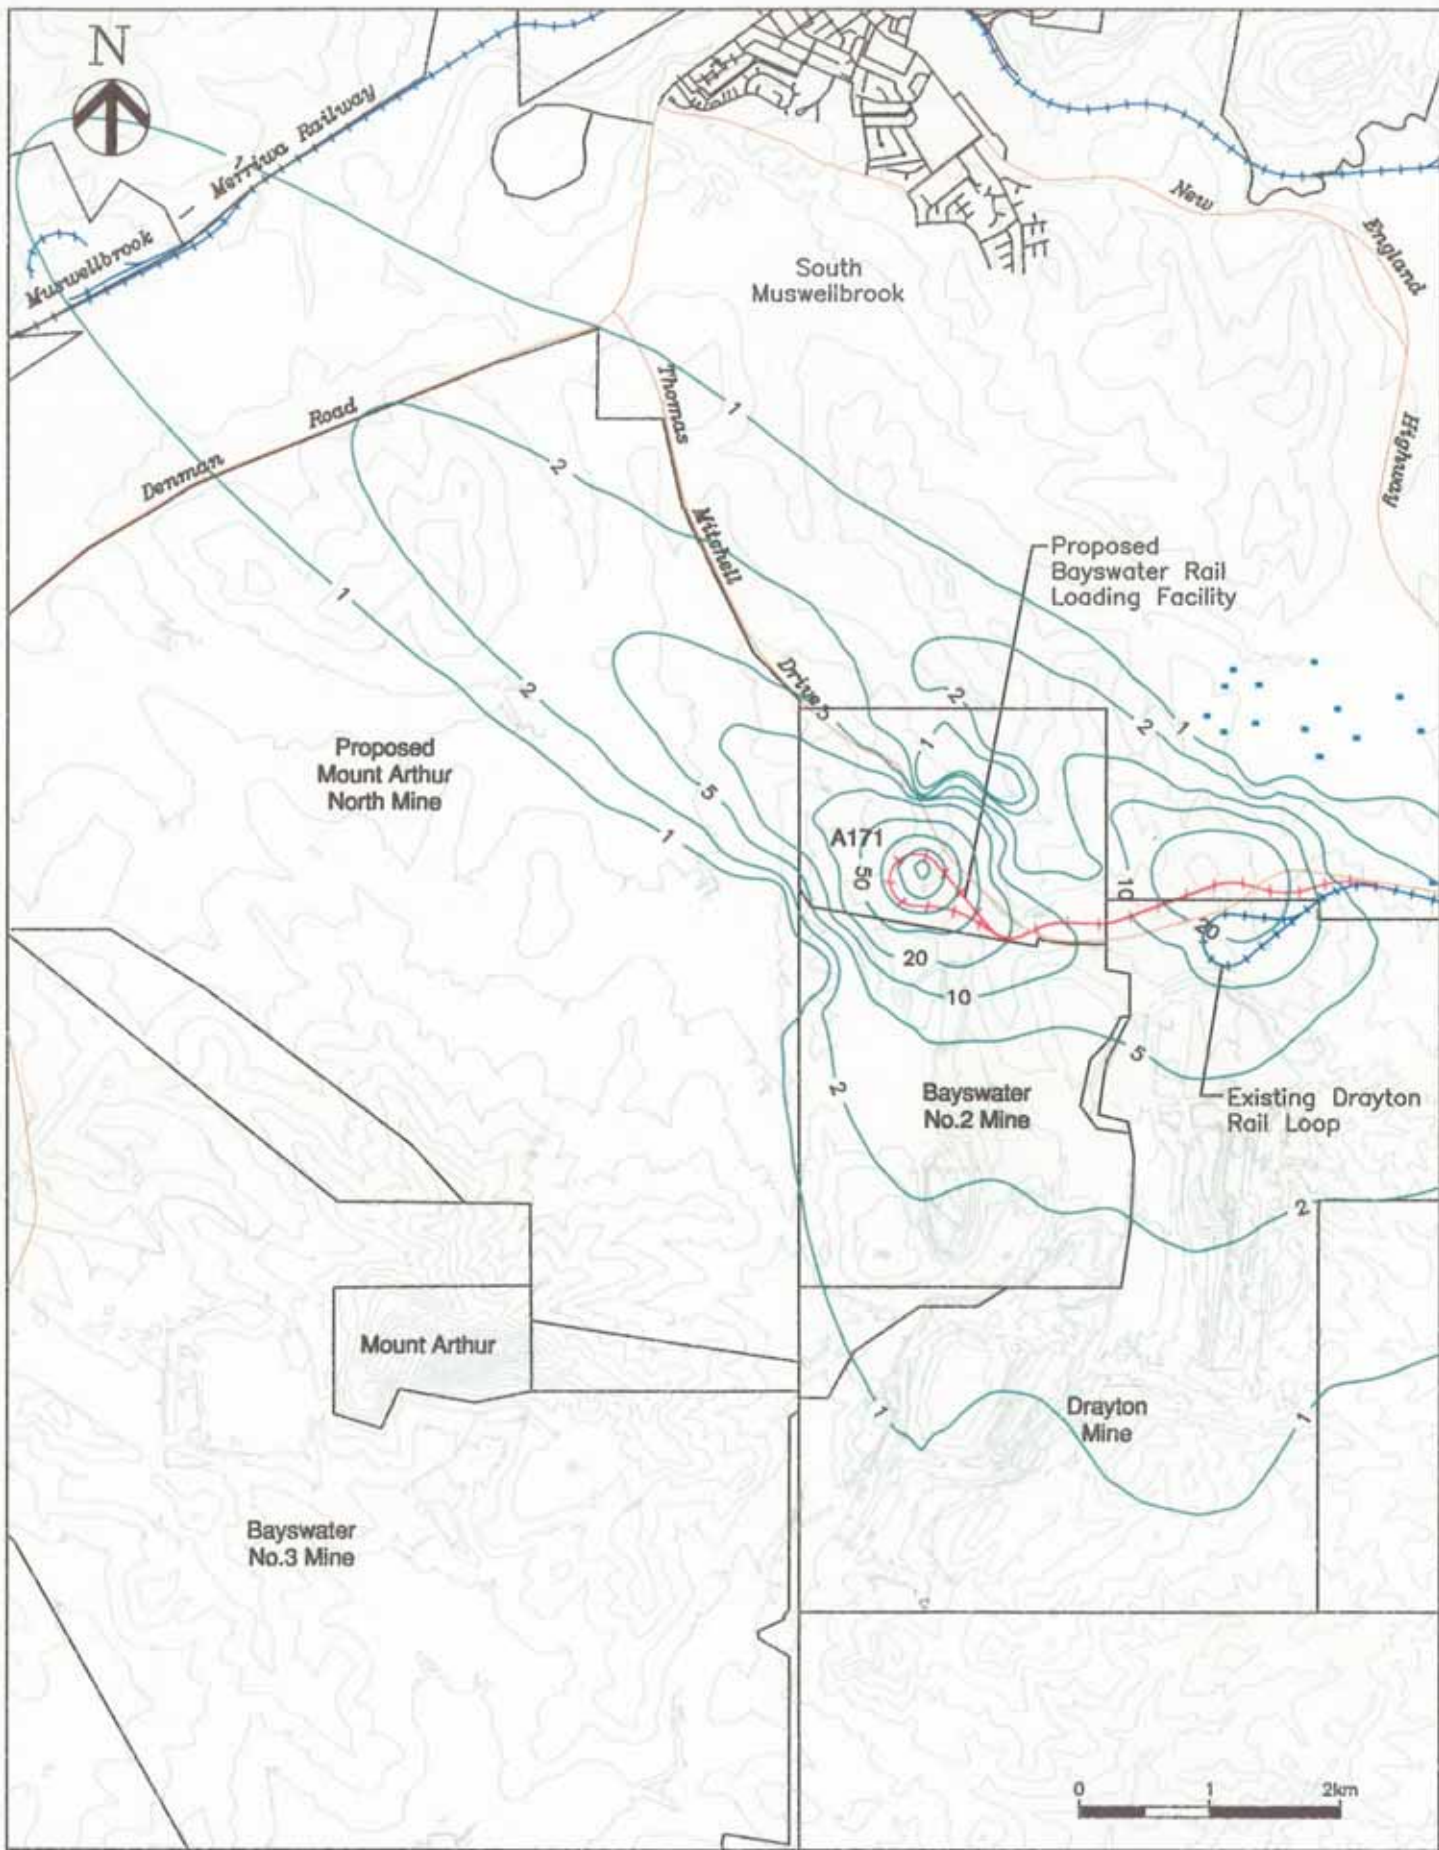 N
Muswellbrook — Merriwa Railway
New England Highway
South
Muswellbrook
Denman Road
Thomas Mitchell Drive
1
2
1
2
Proposed
Bayswater Rail
Loading Facility
2
2
1
5
1
Proposed
Mount Arthur
North Mine
5
1
A171
50
10
20
20
10
5
2
Bayswater
No.2 Mine
Existing Drayton
Rail Loop
2
Mount Arthur
1
Drayton
Mine
1
Bayswater
No.3 Mine
0 1 2km